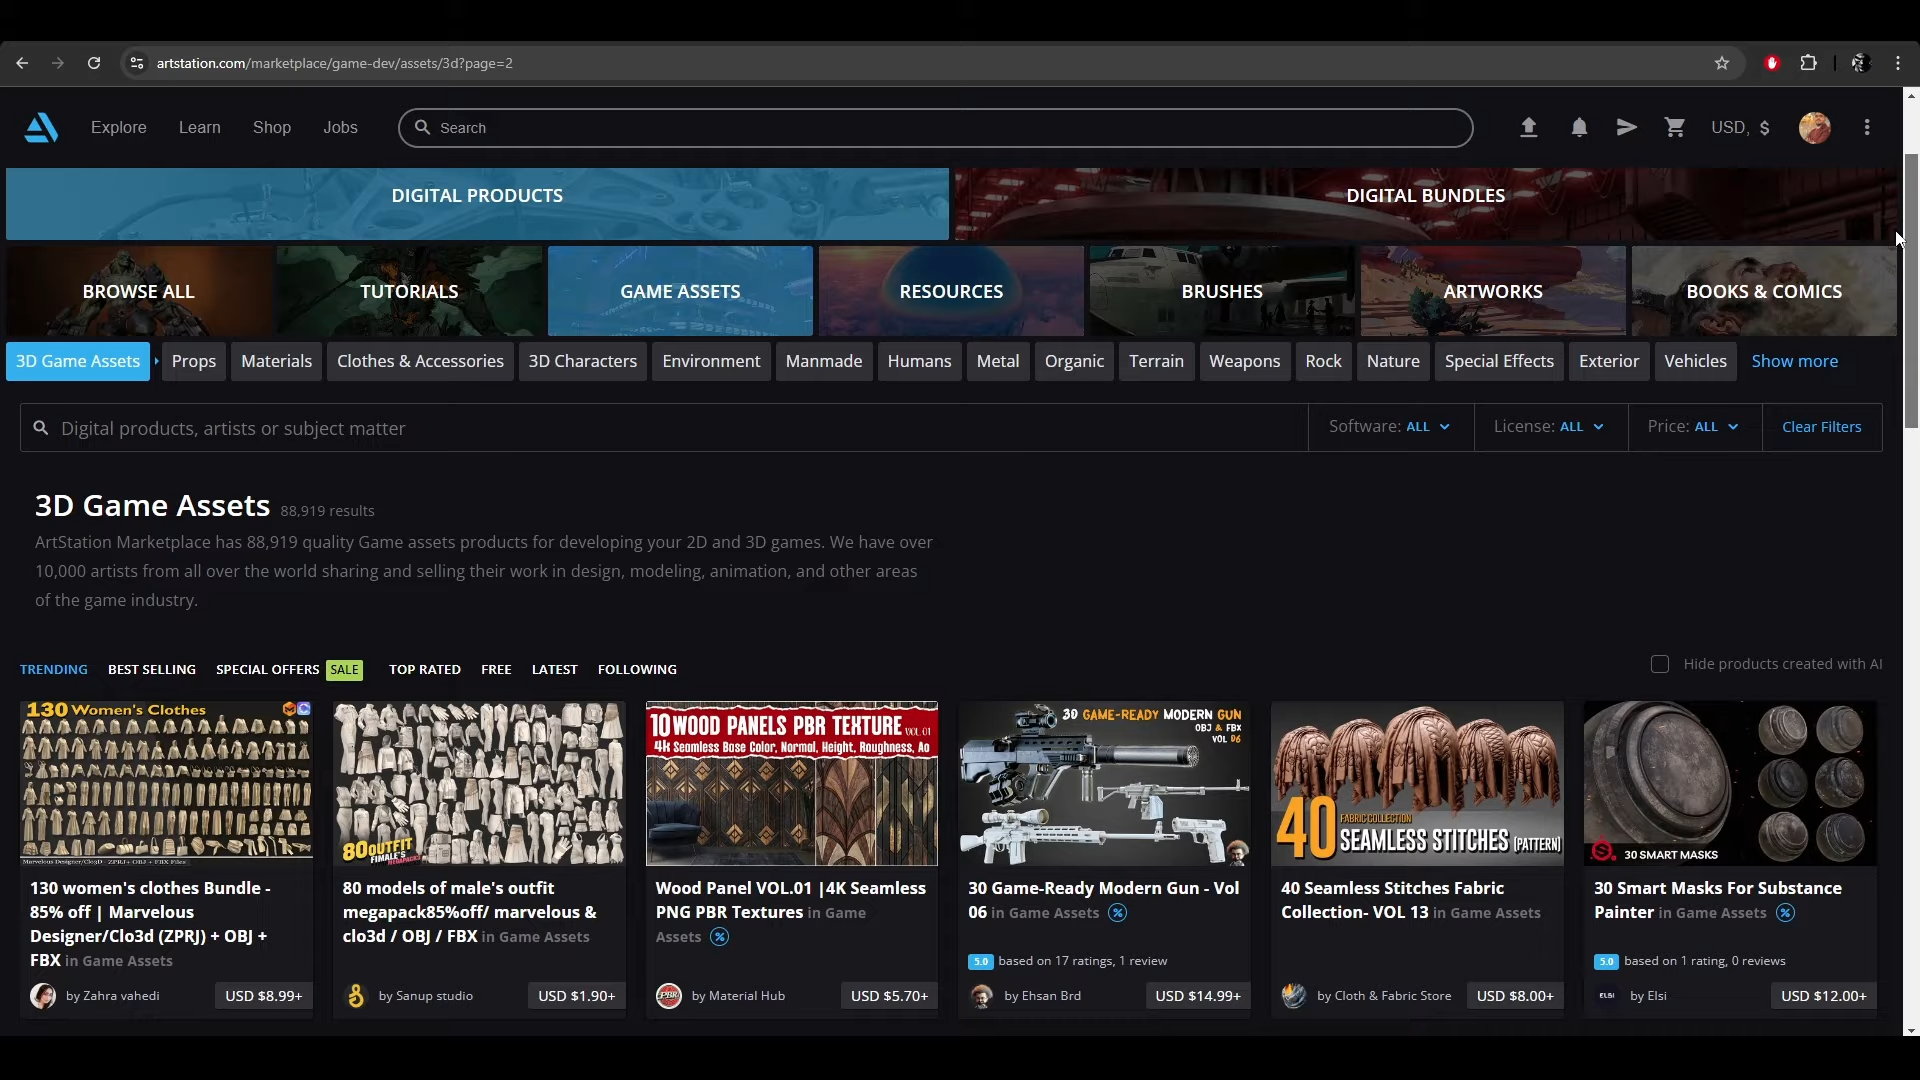 artstation.com/marketplace/game-dev/assets/3d?page=2
Explore Learn Shop Jobs Search USD, $
DIGITAL PRODUCTS DIGITAL BUNDLES
BROWSE ALL TUTORIALS GAME ASSETS RESOURCES BRUSHES ARTWORKS BOOKS & COMICS
3D Game Assets Props Materials Clothes & Accessories 3D Characters Environment Manmade Humans Metal Organic Terrain Weapons Rock Nature Special Effects Exterior Vehicles Show more
Digital products, artists or subject matter Software: ALL License: ALL Price: ALL Clear Filters
3D Game Assets 88,919 results
ArtStation Marketplace has 88,919 quality Game assets products for developing your 2D and 3D games. We have over
10,000 artists from all over the world sharing and selling their work in design, modeling, animation, and other areas
of the game industry.
TRENDING BEST SELLING SPECIAL OFFERS SALE TOP RATED FREE LATEST FOLLOWING Hide products created with AI
130 Women's Clothes
Marvelous Designer/Clo3D - ZPRJ+ OBJ + FBX Files
130 women's clothes Bundle -
85% off | Marvelous
Designer/Clo3d (ZPRJ) + OBJ +
FBX in Game Assets
by Zahra vahedi USD $8.99+
80 OUTFIT
FIMALE'S
MEGAPACK
80 models of male's outfit
megapack85%off/ marvelous &
clo3d / OBJ / FBX in Game Assets
by Sanup studio USD $1.90+
10 WOOD PANELS PBR TEXTURE VOL.01
4k Seamless Base Color, Normal, Height, Roughness, Ao
Wood Panel VOL.01 |4K Seamless
PNG PBR Textures in Game
Assets
PBR
by Material Hub USD $5.70+
30 GAME-READY MODERN GUN
OBJ & FBX
VOL 06
30 Game-Ready Modern Gun - Vol
06 in Game Assets
5.0 based on 17 ratings, 1 review
by Ehsan Brd USD $14.99+
40 FABRIC COLLECTION
SEAMLESS STITCHES (PATTERN)
40 Seamless Stitches Fabric
Collection- VOL 13 in Game Assets
by Cloth & Fabric Store USD $8.00+
30 SMART MASKS
30 Smart Masks For Substance
Painter in Game Assets
5.0 based on 1 rating, 0 reviews
ELSI
by Elsi USD $12.00+